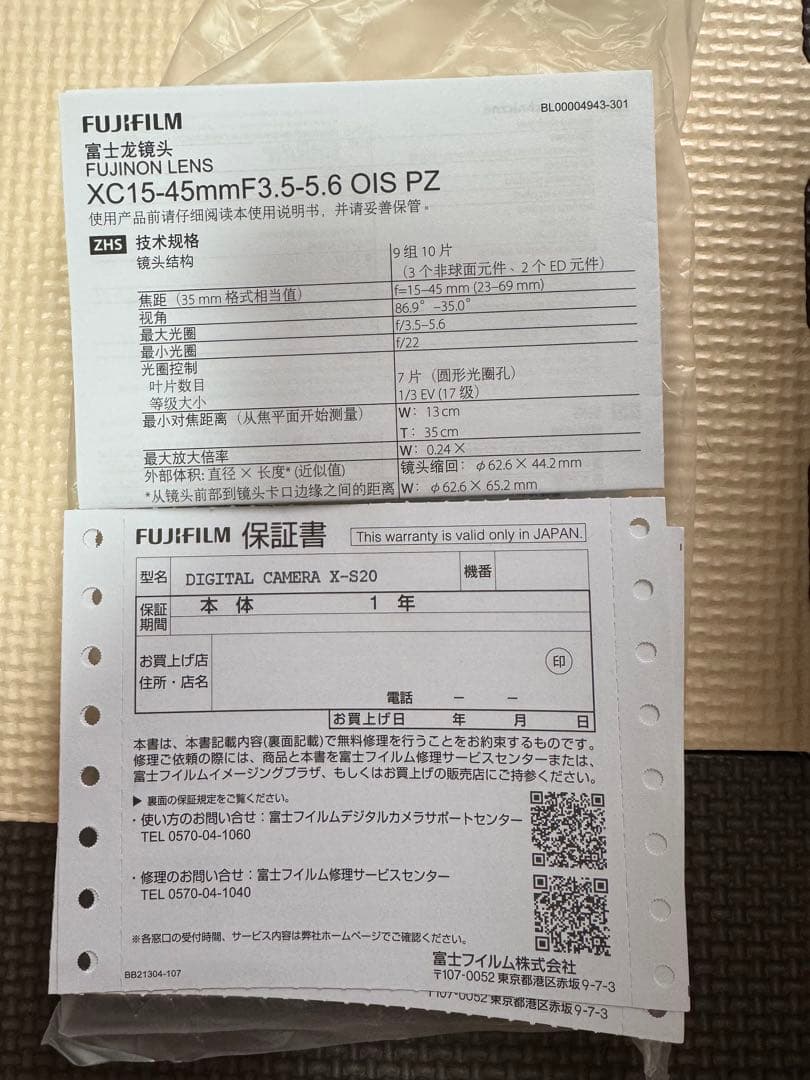 BL00004943-301
FUJIFILM
富士龙镜头
FUJINON LENS
XC15-45mmF3.5-5.6 OIS PZ
使用产品前请仔细阅读本使用说明书，并请妥善保管。
ZHS 技术规格
镜头结构 9 组 10 片
（3 个非球面元件、2 个 ED 元件）
焦距（35 mm 格式相当值） f=15–45 mm (23–69 mm)
视角 86.9° –35.0°
最大光圈 f/3.5–5.6
最小光圈 f/22
光圈控制
叶片数目 7 片（圆形光圈孔）
等级大小 1/3 EV (17 级)
最小对焦距离（从焦平面开始测量） W：13 cm
T：35 cm
最大放大倍率 W：0.24 ×
外部体积: 直径 × 长度* (近似值) 镜头缩回：φ62.6 × 44.2 mm
*从镜头前部到镜头卡口边缘之间的距离 W：φ62.6 × 65.2 mm
FUJIFILM 保証書 This warranty is valid only in JAPAN.
型名 DIGITAL CAMERA X-S20 機番
保証期間 本体 1年
お買上げ店
住所・店名 印
電話 － －
お買上げ日 年 月 日
本書は、本書記載内容(裏面記載)で無料修理を行うことをお約束するものです。
修理ご依頼の際には、商品と本書を富士フイルム修理サービスセンターまたは、
富士フイルムイメージングプラザ、もしくはお買上げの販売店にご持参ください。
▶ 裏面の保証規定をご覧ください。
・使い方のお問い合せ：富士フイルムデジタルカメラサポートセンター
TEL 0570-04-1060
・修理のお問い合せ：富士フイルム修理サービスセンター
TEL 0570-04-1040
※各窓口の受付時間、サービス内容は弊社ホームページでご確認ください。
富士フイルム株式会社
BB21304-107
〒107-0052 東京都港区赤坂9-7-3
〒107-0052 東京都港区赤坂9-7-3